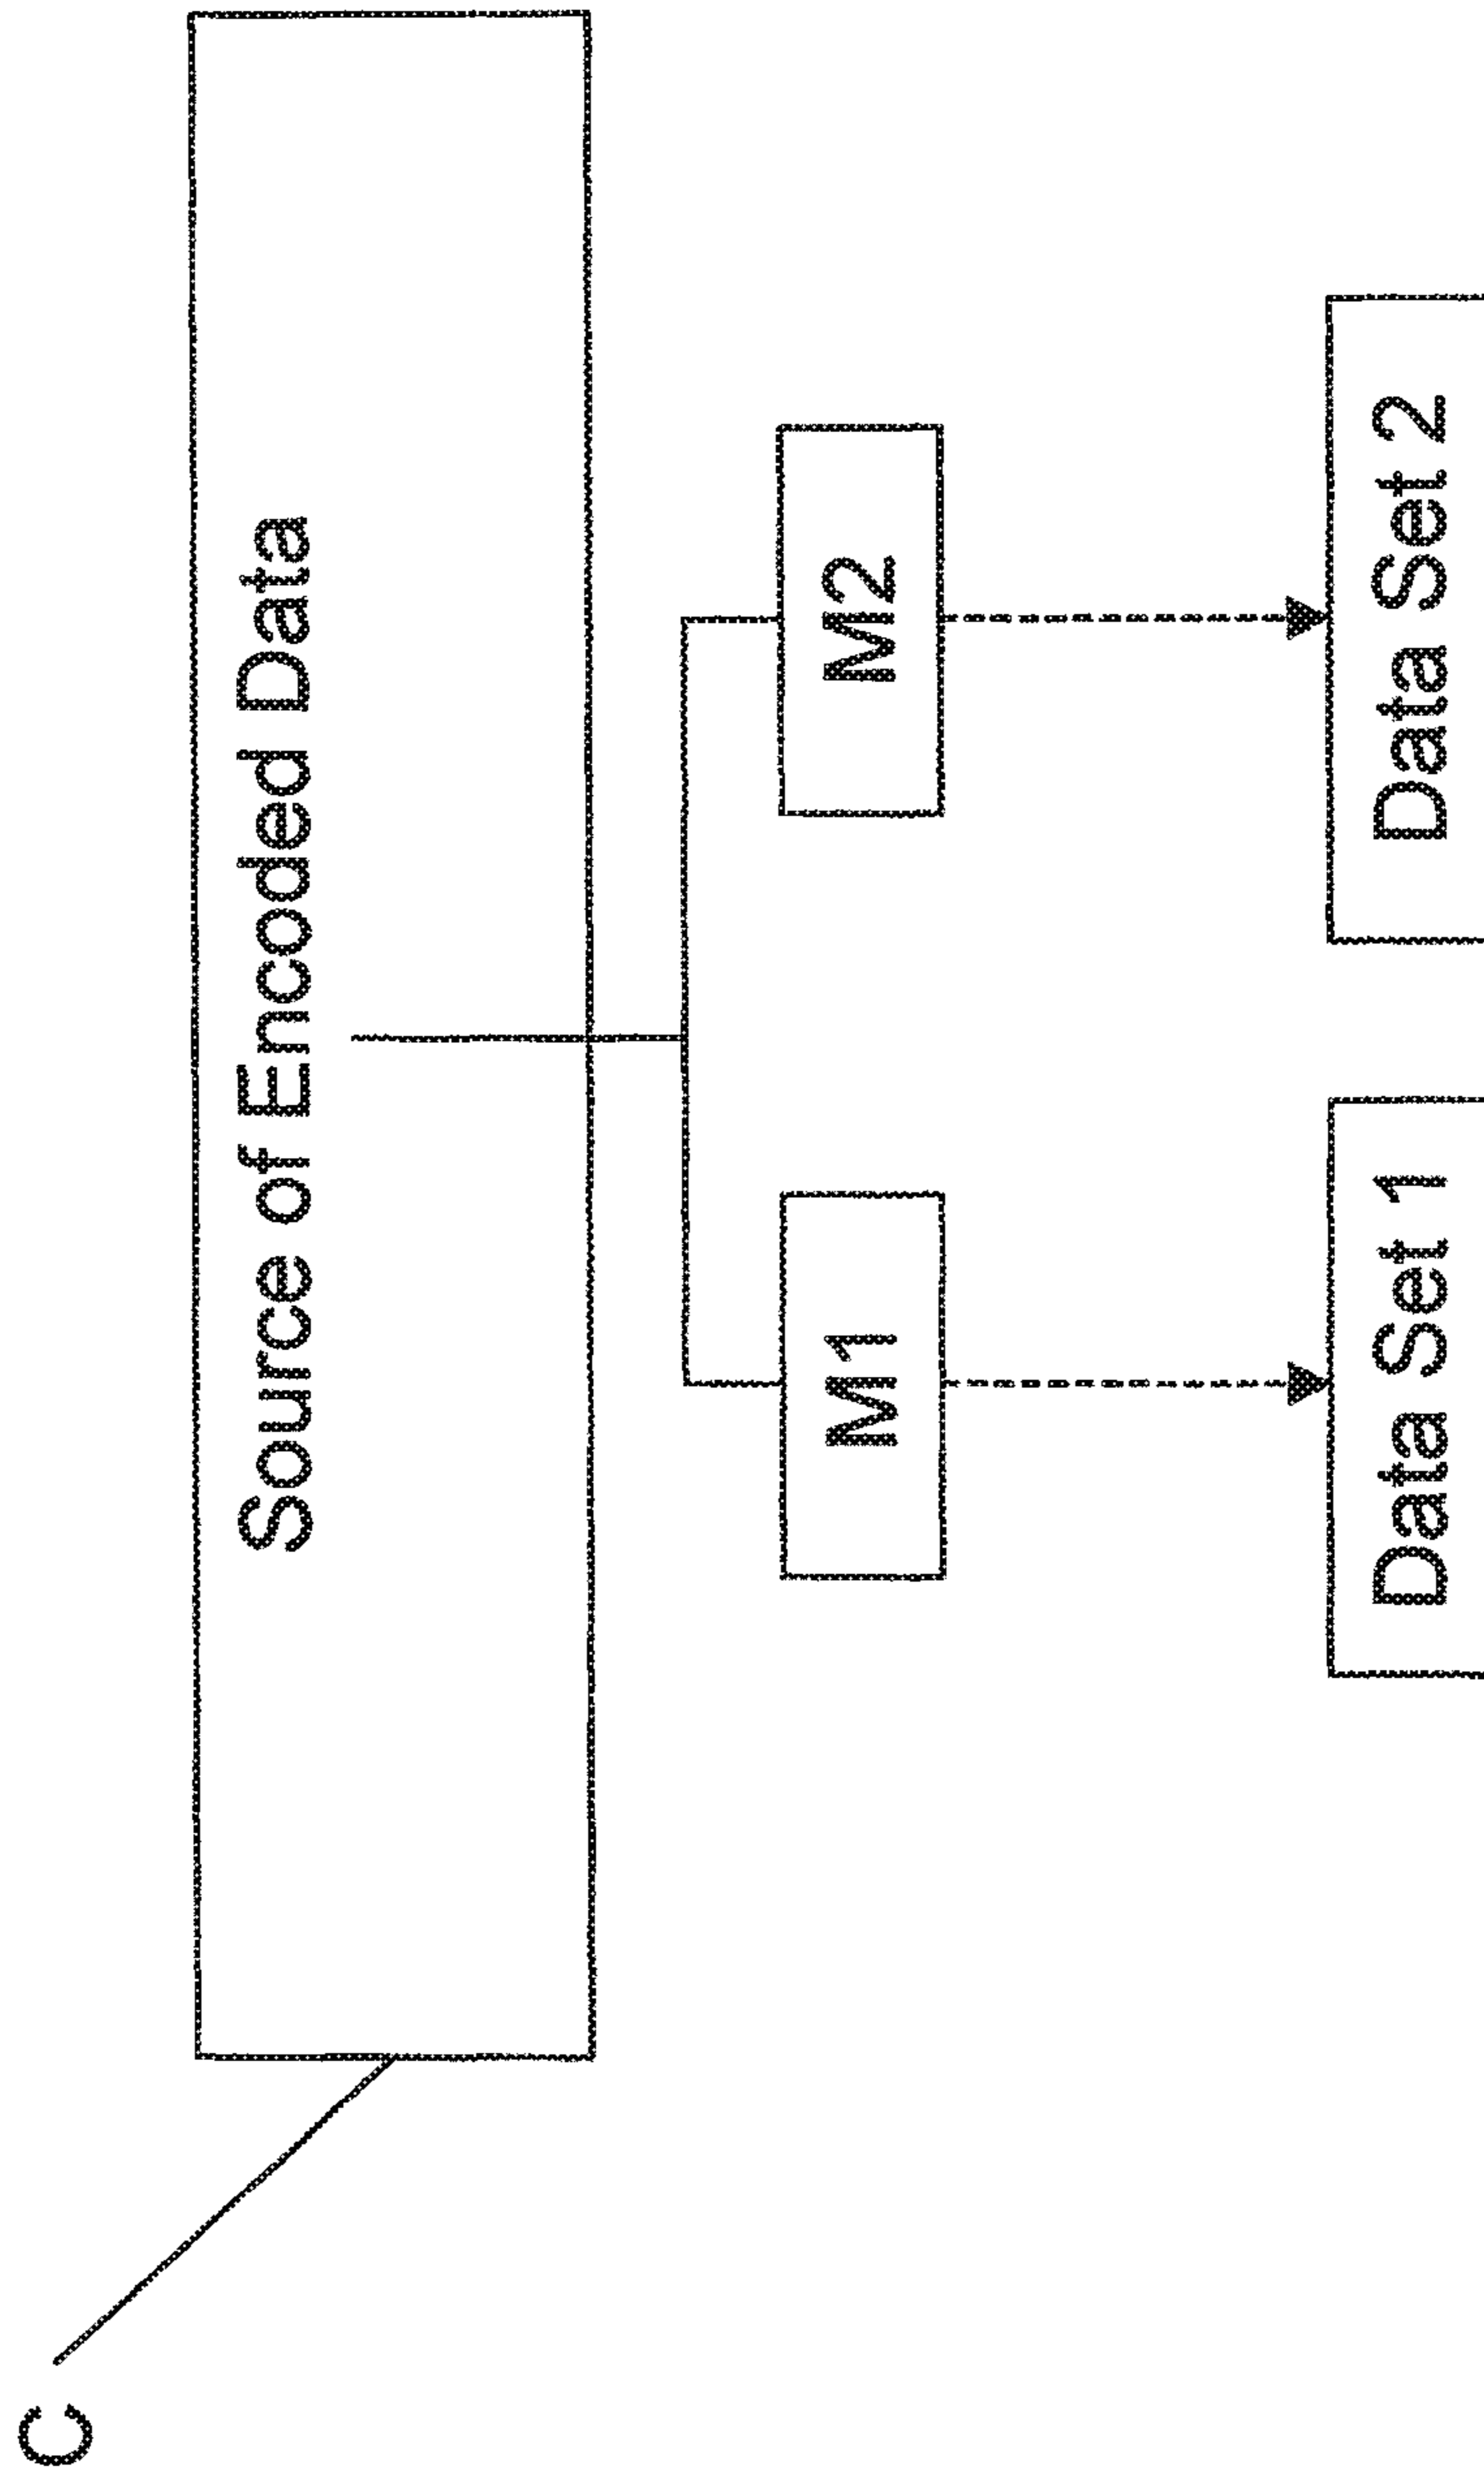 C
Source of Encoded Data
M1
M2
Data Set 1
Data Set 2